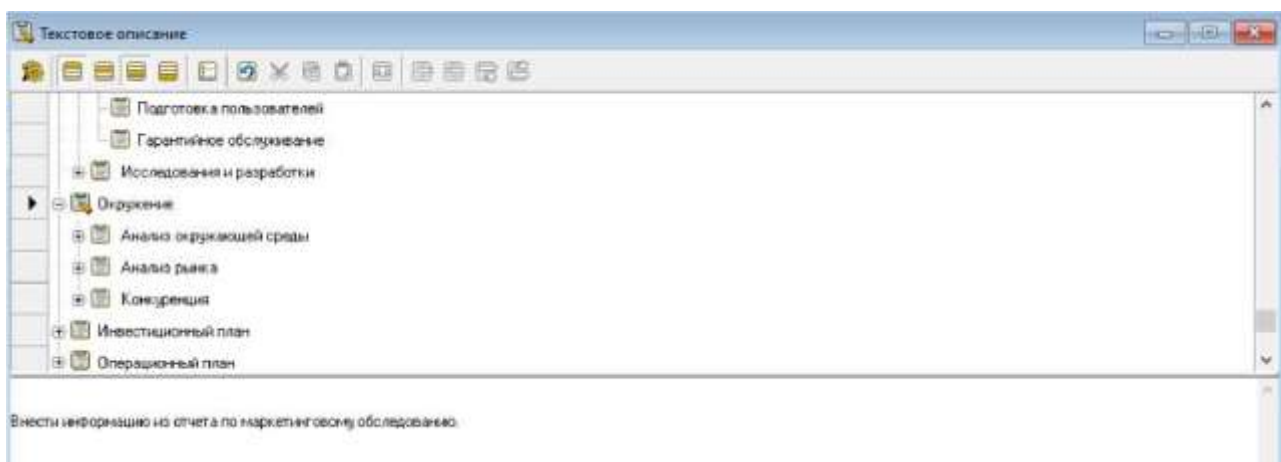 Текстовое описание
Подготовка пользователей
Гарантийное обслуживание
Исследования и разработки
Окружение
Анализ окружающей среды
Анализ рынка
Конкуренция
Инвестиционный план
Операционный план
Внести информацию из отчета по маркетинговому обследованию.